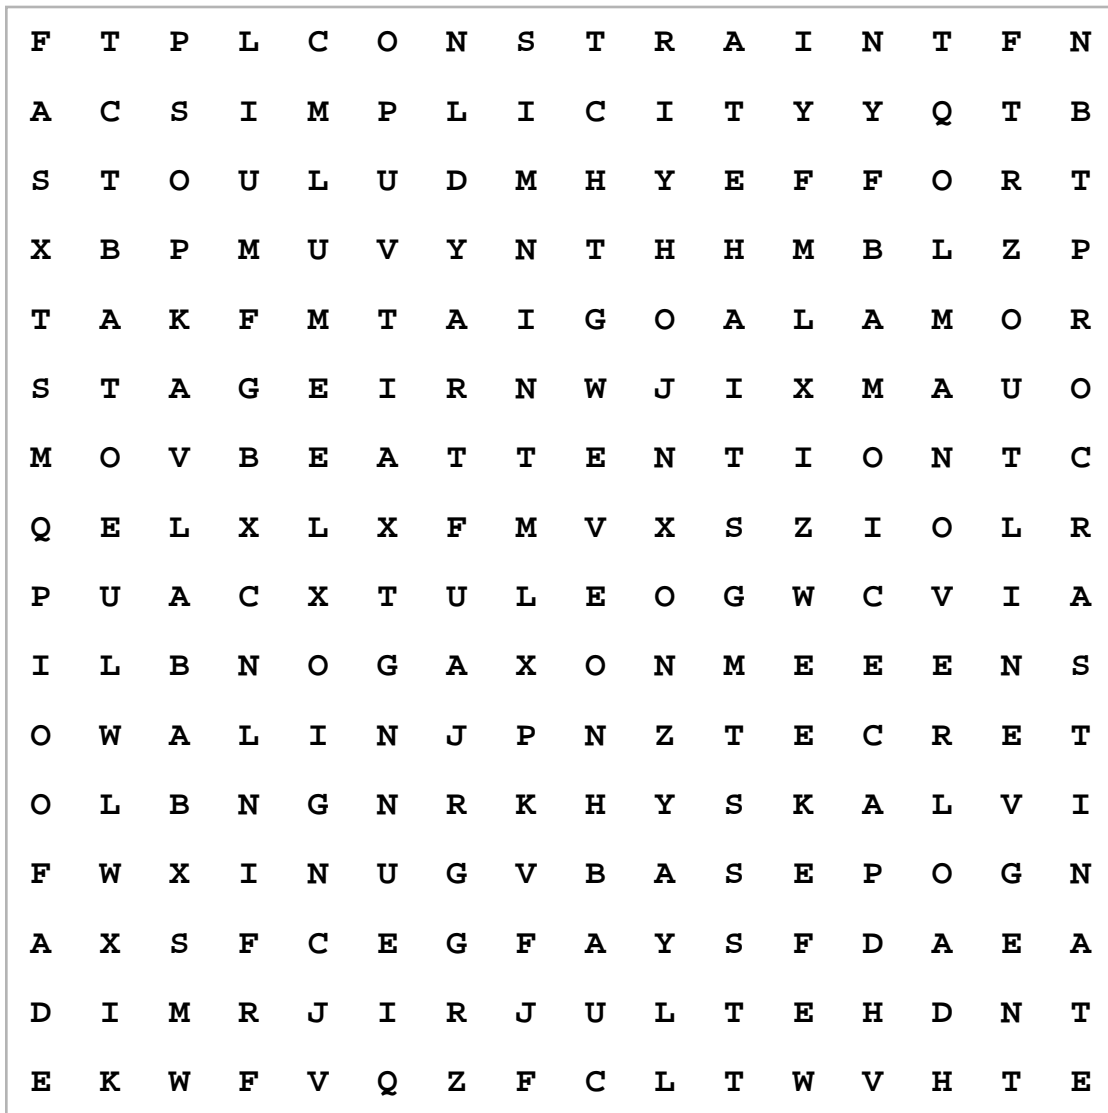 F T P L C O N S T R A I N T F N
A C S I M P L I C I T Y Y Q T B
S T O U L U D M H Y E F F O R T
X B P M U V Y N T H H M B L Z P
T A K F M T A I G O A L A M O R
S T A G E I R N W J I X M A U O
M O V B E A T T E N T I O N T C
Q E L X L X F M V X S Z I O L R
P U A C X T U L E O G W C V I A
I L B N O G A X O N M E E E N S
O W A L I N J P N Z T E C R E T
O L B N G N R K H Y S K A L V I
F W X I N U G V B A S E P O G N
A X S F C E G F A Y S F D A E A
D I M R J I R J U L T E H D N T
E K W F V Q Z F C L T W V H T E